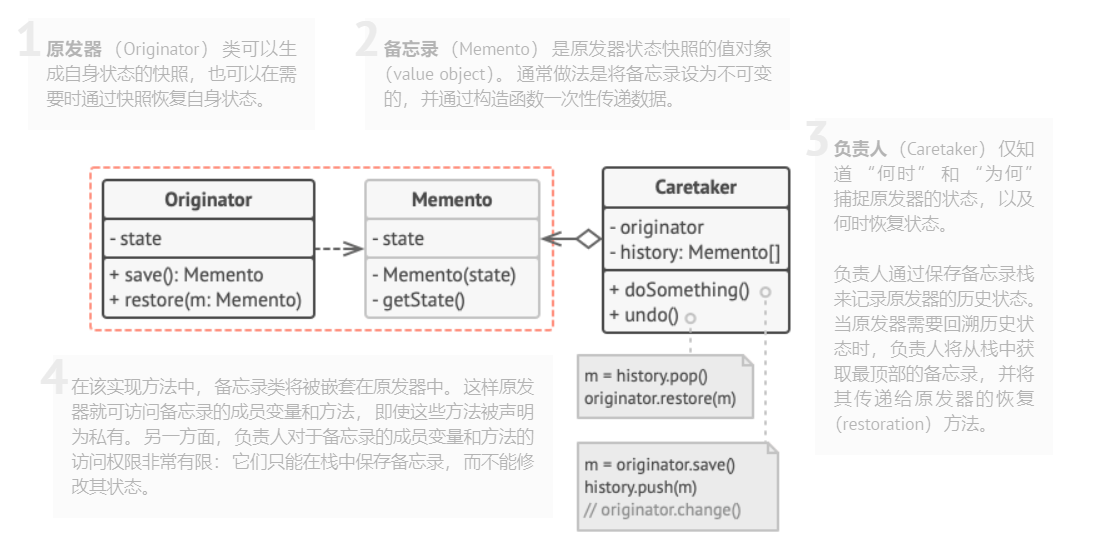 1
原发器 （Originator） 类可以生
成自身状态的快照，也可以在需
要时通过快照恢复自身状态。
2
备忘录 （Memento） 是原发器状态快照的值对象
（value object）。 通常做法是将备忘录设为不可变
的，并通过构造函数一次性传递数据。
3
负责人 （Caretaker） 仅知
道 “何时” 和 “为何”
捕捉原发器的状态，以及
何时恢复状态。
负责人通过保存备忘录栈
来记录原发器的历史状态。
当原发器需要回溯历史状
态时，负责人将从栈中获
取最顶部的备忘录，并将
其传递给原发器的恢复
（restoration）方法。
Originator
- state
+ save(): Memento
+ restore(m: Memento)
Memento
- state
- Memento(state)
- getState()
Caretaker
- originator
- history: Memento[]
+ doSomething()
+ undo()
m = history.pop()
originator.restore(m)
m = originator.save()
history.push(m)
// originator.change()
4
在该实现方法中，备忘录类将被嵌套在原发器中。这样原发
器就可访问备忘录的成员变量和方法，即使这些方法被声明
为私有。另一方面，负责人对于备忘录的成员变量和方法的
访问权限非常有限：它们只能在栈中保存备忘录，而不能修
改其状态。